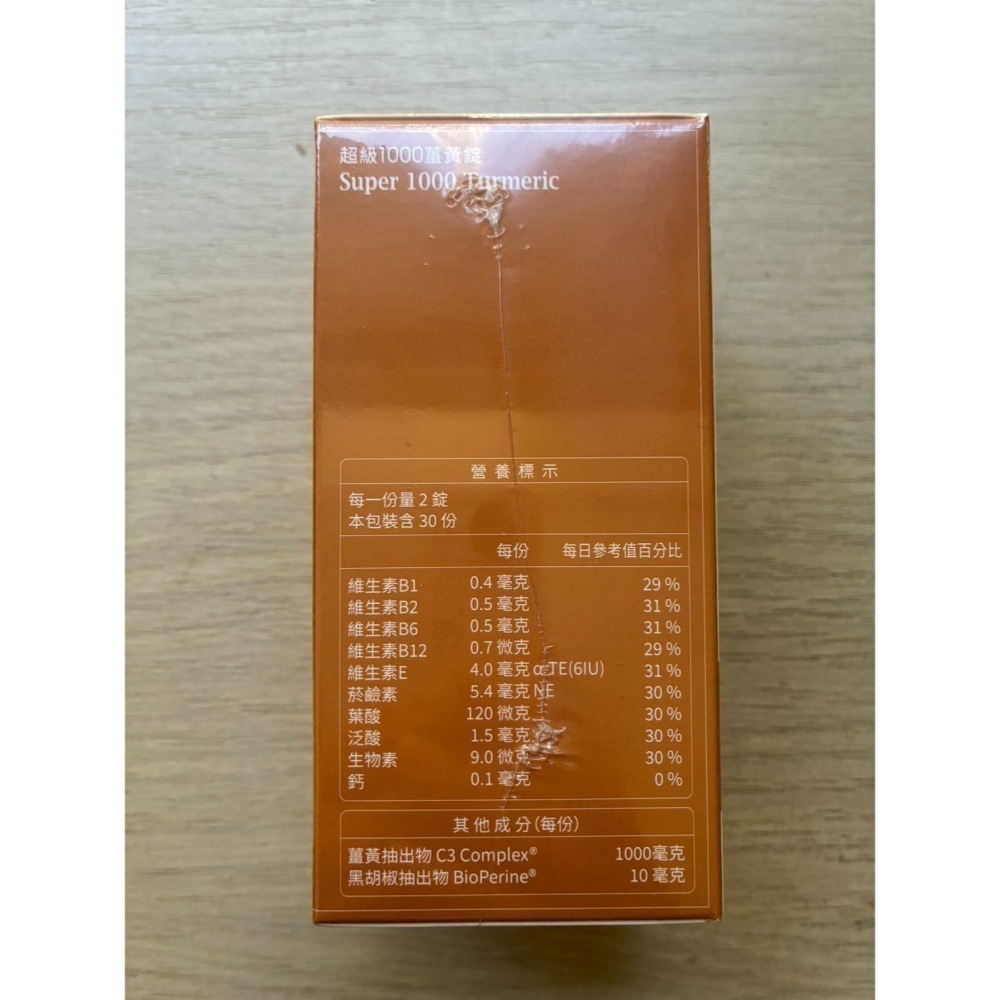 超級1000薑黃錠
Super 1000 Turmeric
營養標示
每一份量 2 錠
本包裝含 30 份
每份 每日參考值百分比
維生素B1 0.4 毫克 29 %
維生素B2 0.5 毫克 31 %
維生素B6 0.5 毫克 31 %
維生素B12 0.7 微克 29 %
維生素E 4.0 毫克 α-TE(6IU) 31 %
菸鹼素 5.4 毫克 NE 30 %
葉酸 120 微克 30 %
泛酸 1.5 毫克 30 %
生物素 9.0 微克 30 %
鈣 0.1 毫克 0 %
其他成分(每份)
薑黃抽出物 C3 Complex® 1000毫克
黑胡椒抽出物 BioPerine® 10 毫克